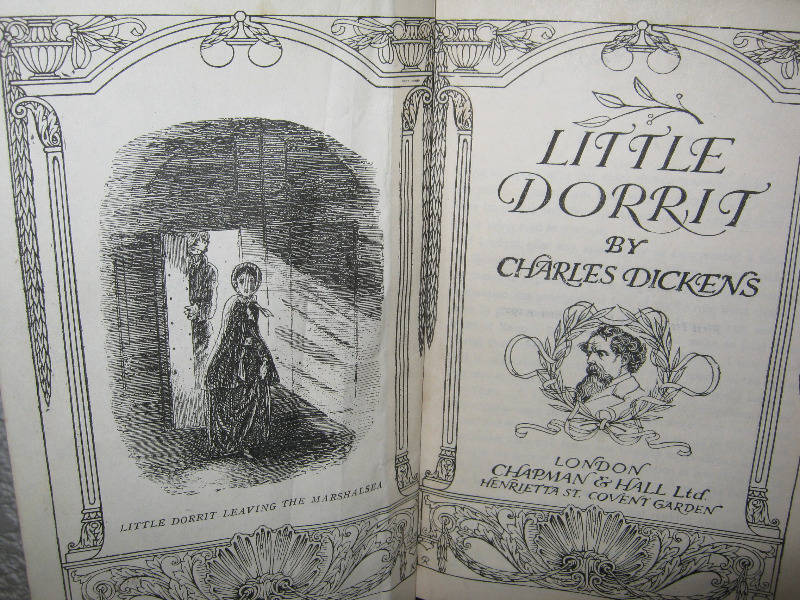 LITTLE DORRIT LEAVING THE MARSHALSEA
LITTLE
DORRIT
BY
CHARLES DICKENS
LONDON
CHAPMAN & HALL Ltd.
HENRIETTA ST. COVENT GARDEN